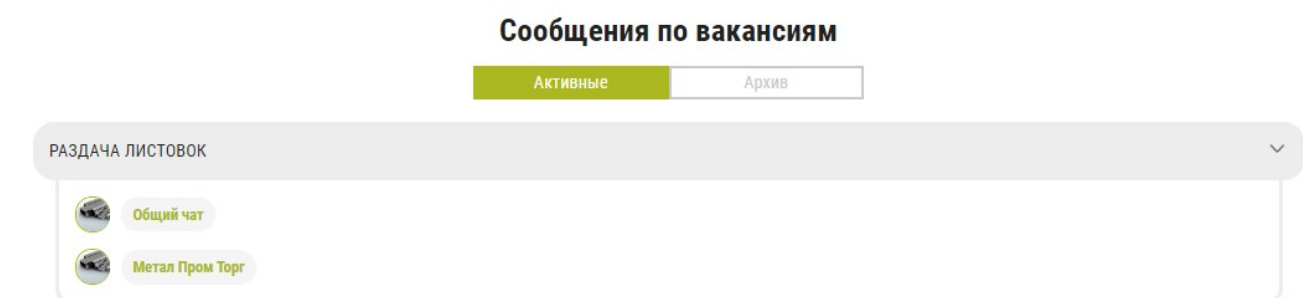 Сообщения по вакансиям
Активные Архив
РАЗДАЧА ЛИСТОВОК
Общий чат
Метал Пром Торг